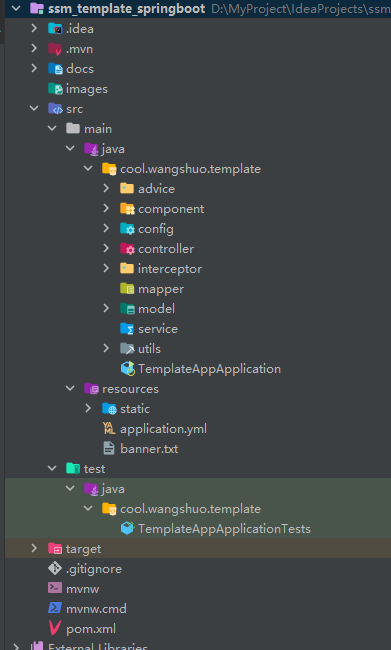 ssm_template_springboot D:\MyProject\IdeaProjects\ssm
.idea
.mvn
docs
images
src
main
java
cool.wangshuo.template
advice
component
config
controller
interceptor
mapper
model
service
utils
TemplateAppApplication
resources
static
application.yml
banner.txt
test
java
cool.wangshuo.template
TemplateAppApplicationTests
target
.gitignore
mvnw
mvnw.cmd
pom.xml
External Libraries